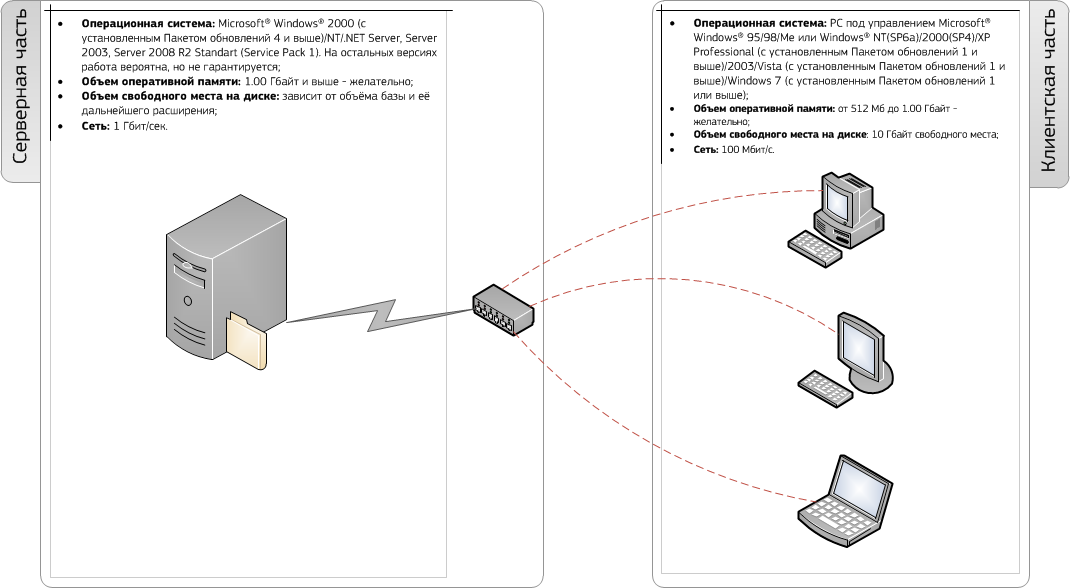 Серверная часть
• Операционная система: Microsoft® Windows® 2000 (с
установленным Пакетом обновлений 4 и выше)/NT/.NET Server, Server
2003, Server 2008 R2 Standart (Service Pack 1). На остальных версиях
работа вероятна, но не гарантируется;
• Объем оперативной памяти: 1.00 Гбайт и выше - желательно;
• Объем свободного места на диске: зависит от объёма базы и её
дальнейшего расширения;
• Сеть: 1 Гбит/сек.
• Операционная система: PC под управлением Microsoft®
Windows® 95/98/Me или Windows® NT(SP6a)/2000(SP4)/XP
Professional (с установленным Пакетом обновлений 1 и
выше)/2003/Vista (с установленным Пакетом обновлений 1 и
выше)/Windows 7 (с установленным Пакетом обновлений 1
или выше);
• Объем оперативной памяти: от 512 Мб до 1.00 Гбайт -
желательно;
• Объем свободного места на диске: 10 Гбайт свободного места;
• Сеть: 100 Мбит/с.
Клиентская часть